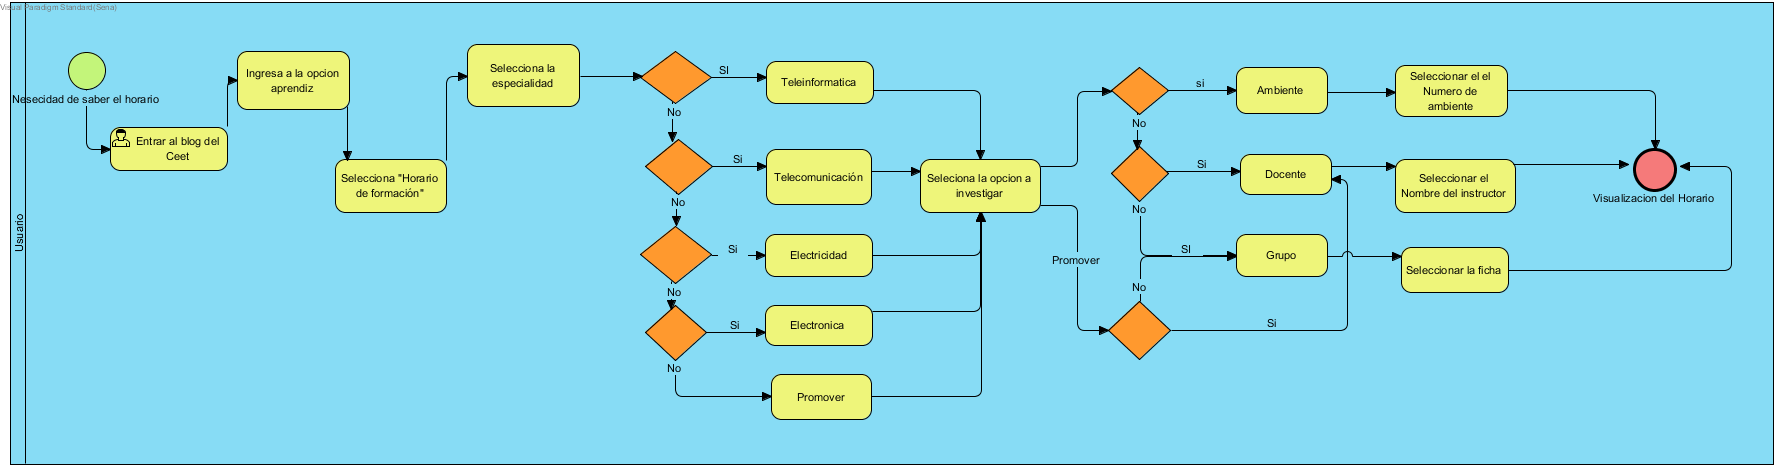 Visual Paradigm Standard(Sena)
Usuario
Nesecidad de saber el horario
Entrar al blog del
Ceet
Ingresa a la opcion
aprendiz
Selecciona "Horario
de formación"
Selecciona la
especialidad
SI
Teleinformatica
No
Si
Telecomunicación
No
Si
Electricidad
No
Si
Electronica
No
Promover
Seleciona la opcion a
investigar
Promover
si
Ambiente
Seleccionar el el
Numero de
ambiente
No
Si
Docente
Seleccionar el
Nombre del instructor
No
SI
Grupo
Seleccionar la ficha
No
Si
Visualizacion del Horario